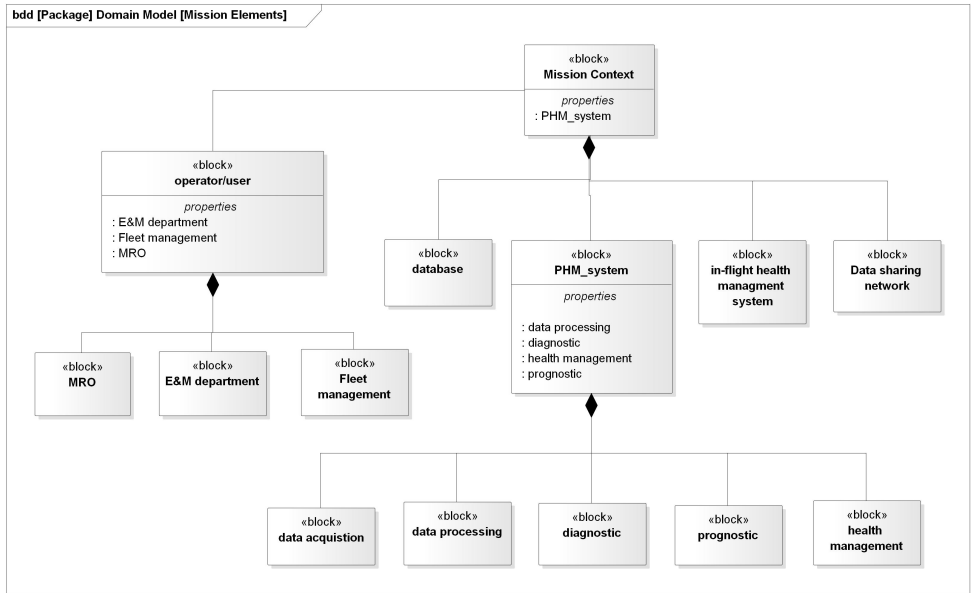 bdd [Package] Domain Model [Mission Elements]
«block»
Mission Context
properties
: PHM_system
«block»
operator/user
properties
: E&M department
: Fleet management
: MRO
«block»
database
«block»
PHM_system
properties
: data processing
: diagnostic
: health management
: prognostic
«block»
in-flight health
managment
system
«block»
Data sharing
network
«block»
MRO
«block»
E&M department
«block»
Fleet
management
«block»
data acquistion
«block»
data processing
«block»
diagnostic
«block»
prognostic
«block»
health
management